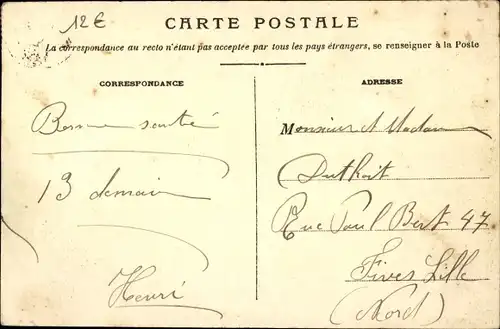 12€
CARTE POSTALE
La correspondance au recto n'étant pas acceptée par tous les pays étrangers, se renseigner à la Poste
CORRESPONDANCE
Bonne santé
13 demain
Henri
ADRESSE
Monsieur et Madame
Duthoit
Rue Paul Bert 47
Fives Lille
(Nord)